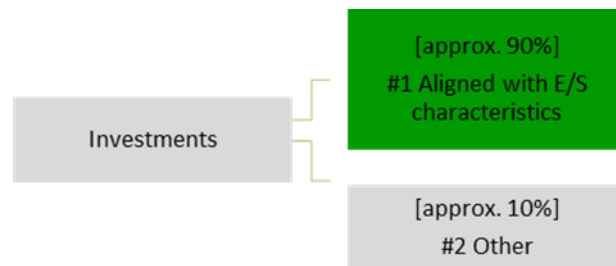 [approx. 90%]
#1 Aligned with E/S
characteristics
Investments
[approx. 10%]
#2 Other